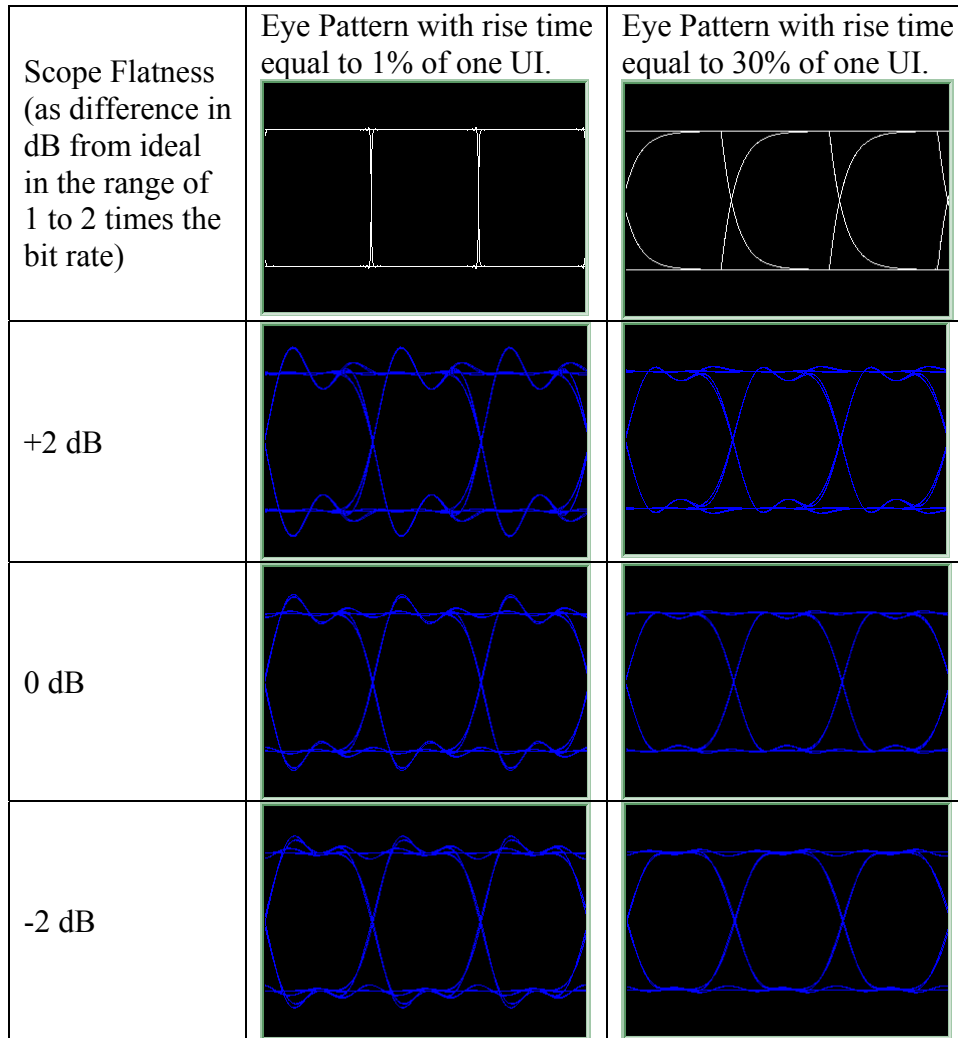 Scope Flatness
(as difference in
dB from ideal
in the range of
1 to 2 times the
bit rate)
Eye Pattern with rise time
equal to 1% of one UI.
Eye Pattern with rise time
equal to 30% of one UI.
+2 dB
0 dB
-2 dB